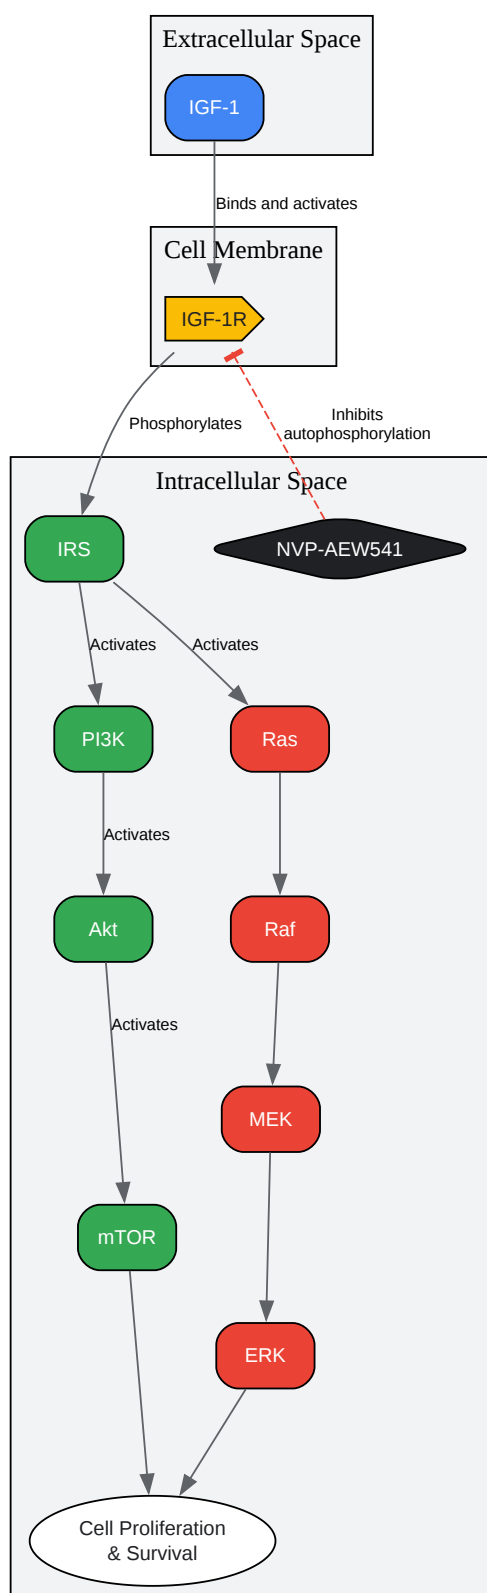 Extracellular Space
IGF-1
Binds and activates
Cell Membrane
IGF-1R
Phosphorylates
Inhibits
autophosphorylation
Intracellular Space
IRS
NVP-AEW541
Activates
Activates
PI3K
Ras
Activates
Akt
Raf
Activates
MEK
mTOR
ERK
Cell Proliferation
& Survival